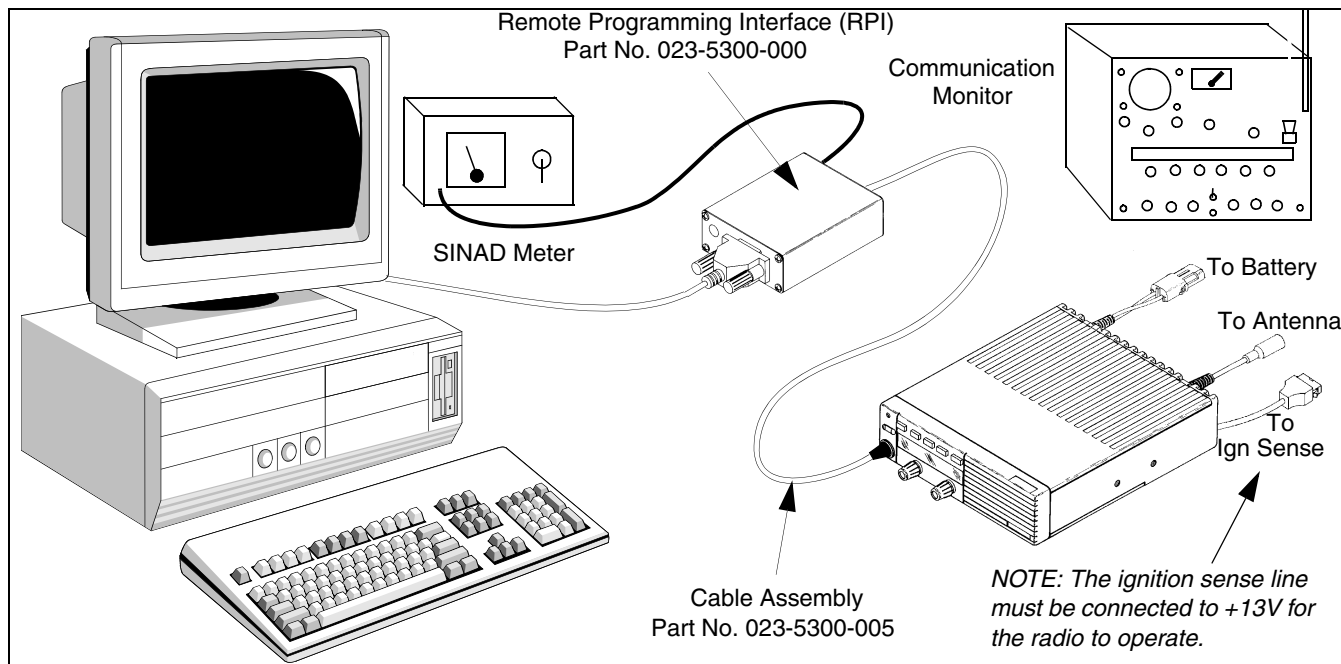 Remote Programming Interface (RPI)
Part No. 023-5300-000
Communication
Monitor
SINAD Meter
To Battery
To Antenna
To
Ign Sense
Cable Assembly
Part No. 023-5300-005
NOTE: The ignition sense line
must be connected to +13V for
the radio to operate.